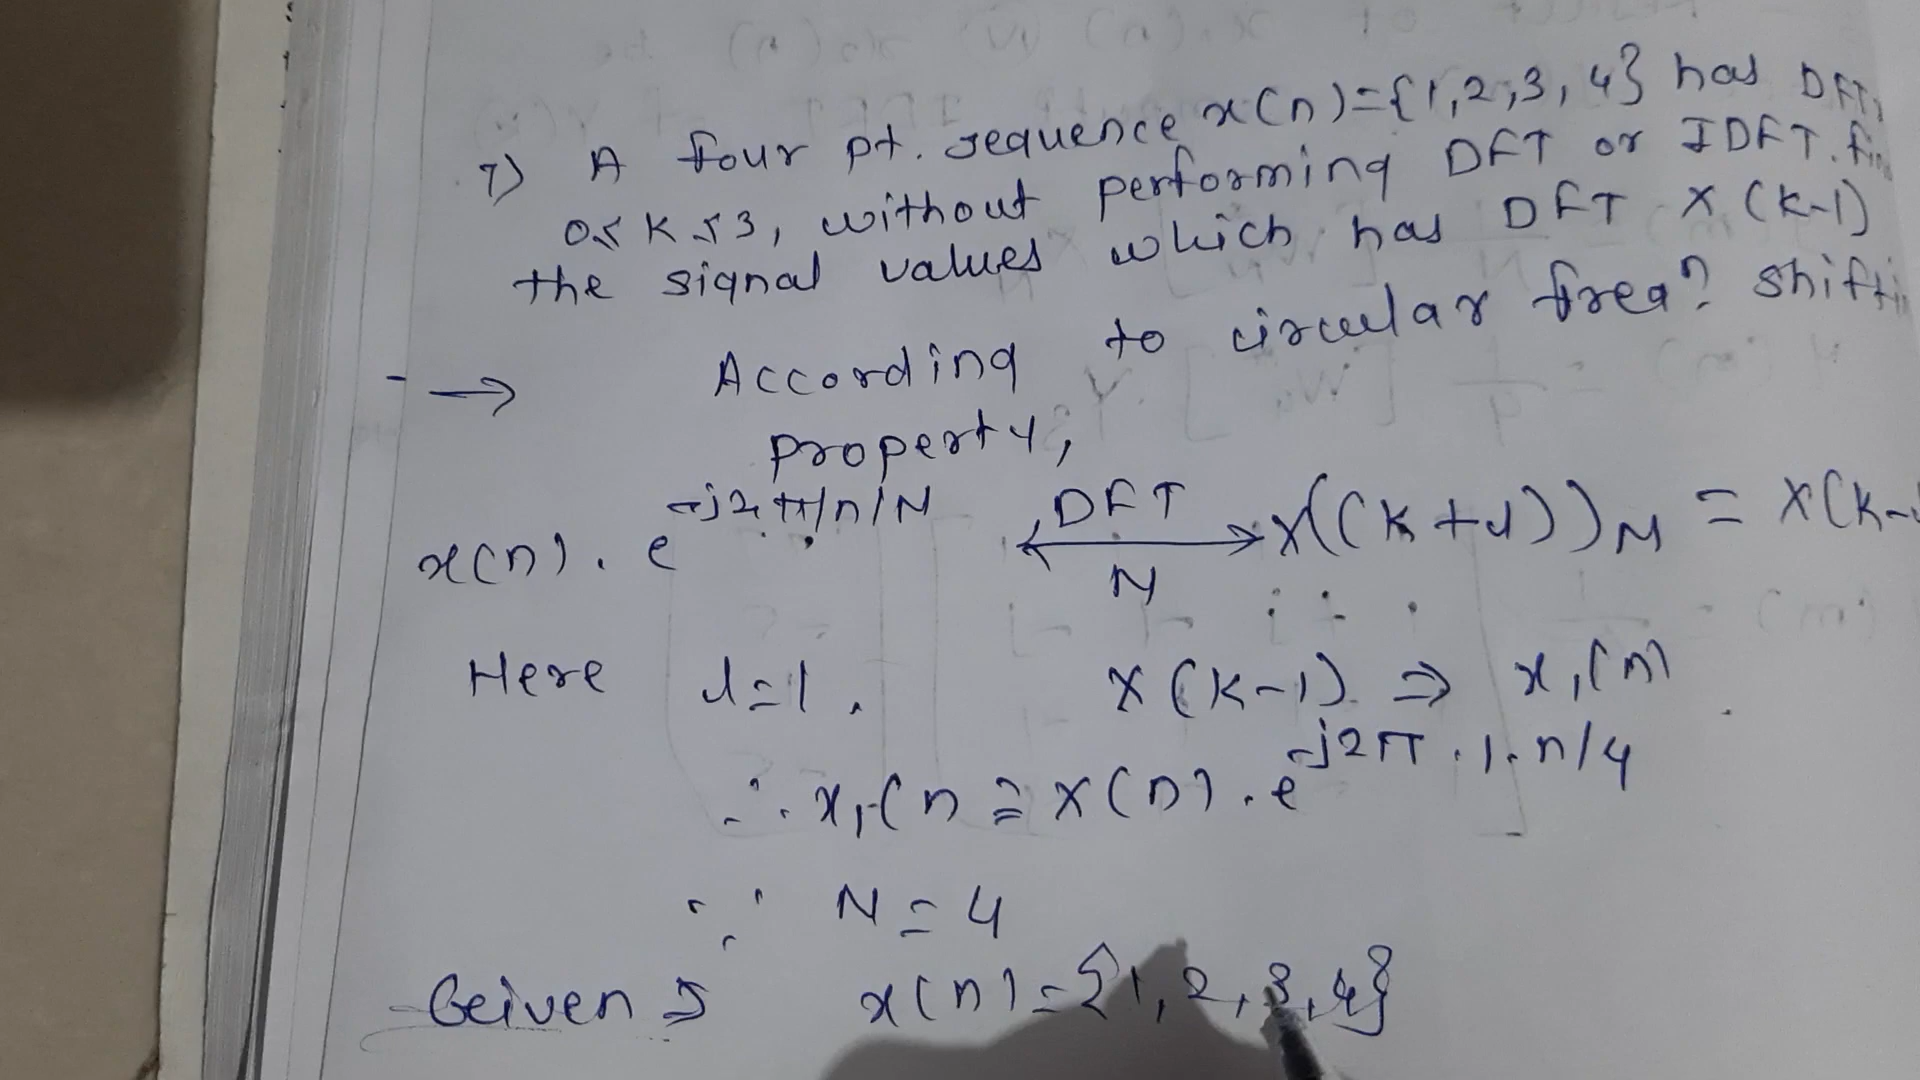 7) A four pt. sequence x(n)={1,2,3,4} has DFT,
0≤K≤3, without performing DFT or IDFT.
the signal values which has DFT X(K-1)
→ According to circular freq? shifti
property,
x(n).e^-j2πln/N ←DFT/N→ X((K+l))N = X(K-
Here l=1. X(K-1) ⇒ x₁(n)
∴ x₁(n = x(n).e^-j2π.1.n/4
∵ N = 4
Given → x(n)={1,2,3,4}